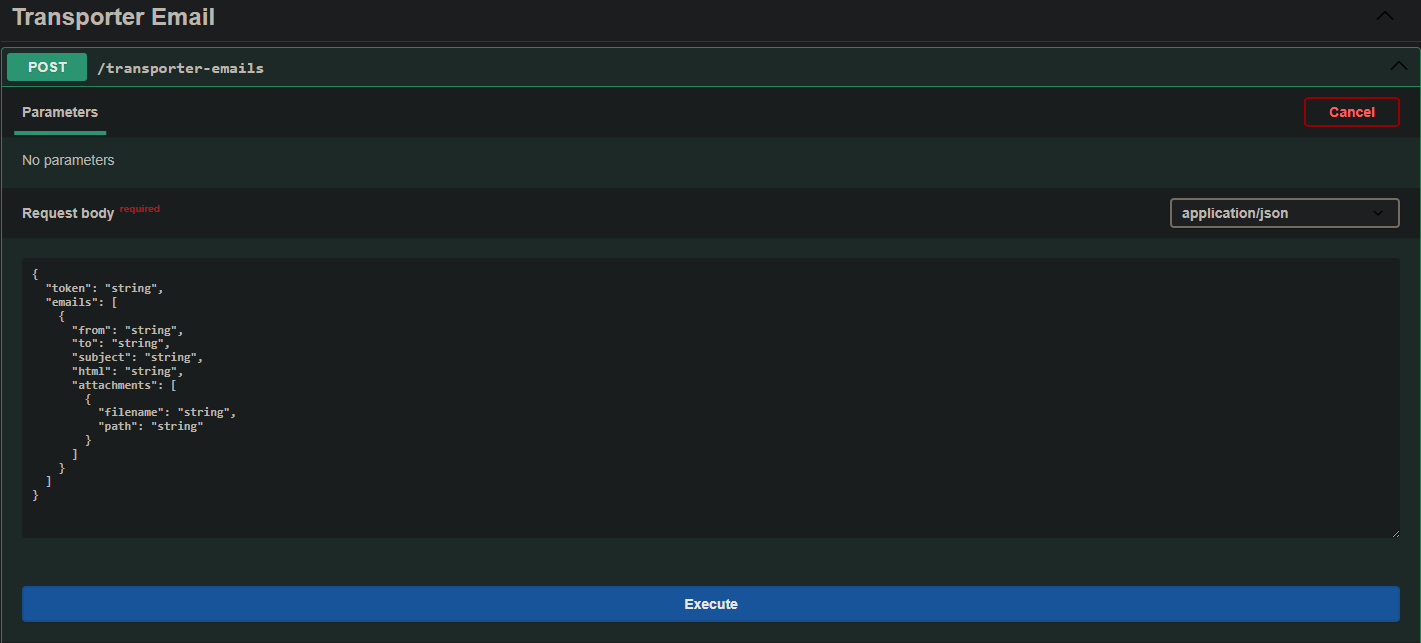 Transporter Email
POST /transporter-emails
Parameters
Cancel
No parameters
Request body required
application/json
{
  "token": "string",
  "emails": [
    {
      "from": "string",
      "to": "string",
      "subject": "string",
      "html": "string",
      "attachments": [
        {
          "filename": "string",
          "path": "string"
        }
      ]
    }
  ]
}
Execute